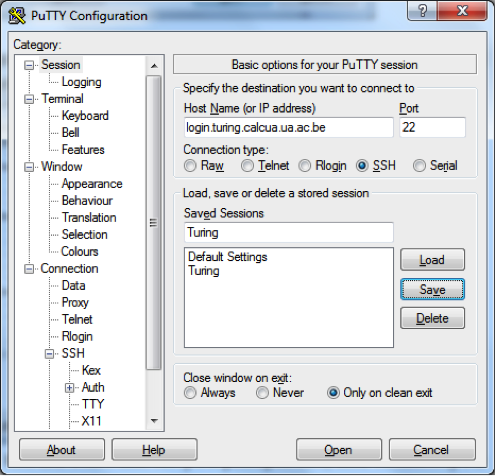 PuTTY Configuration
?
Category:
Session
Logging
Terminal
Keyboard
Bell
Features
Window
Appearance
Behaviour
Translation
Selection
Colours
Connection
Data
Proxy
Telnet
Rlogin
SSH
Kex
Auth
TTY
X11
Basic options for your PuTTY session
Specify the destination you want to connect to
Host Name (or IP address) Port
login.turing.calcua.ua.ac.be 22
Connection type:
Raw Telnet Rlogin SSH Serial
Load, save or delete a stored session
Saved Sessions
Turing
Default Settings
Turing
Load
Save
Delete
Close window on exit:
Always Never Only on clean exit
About Help Open Cancel